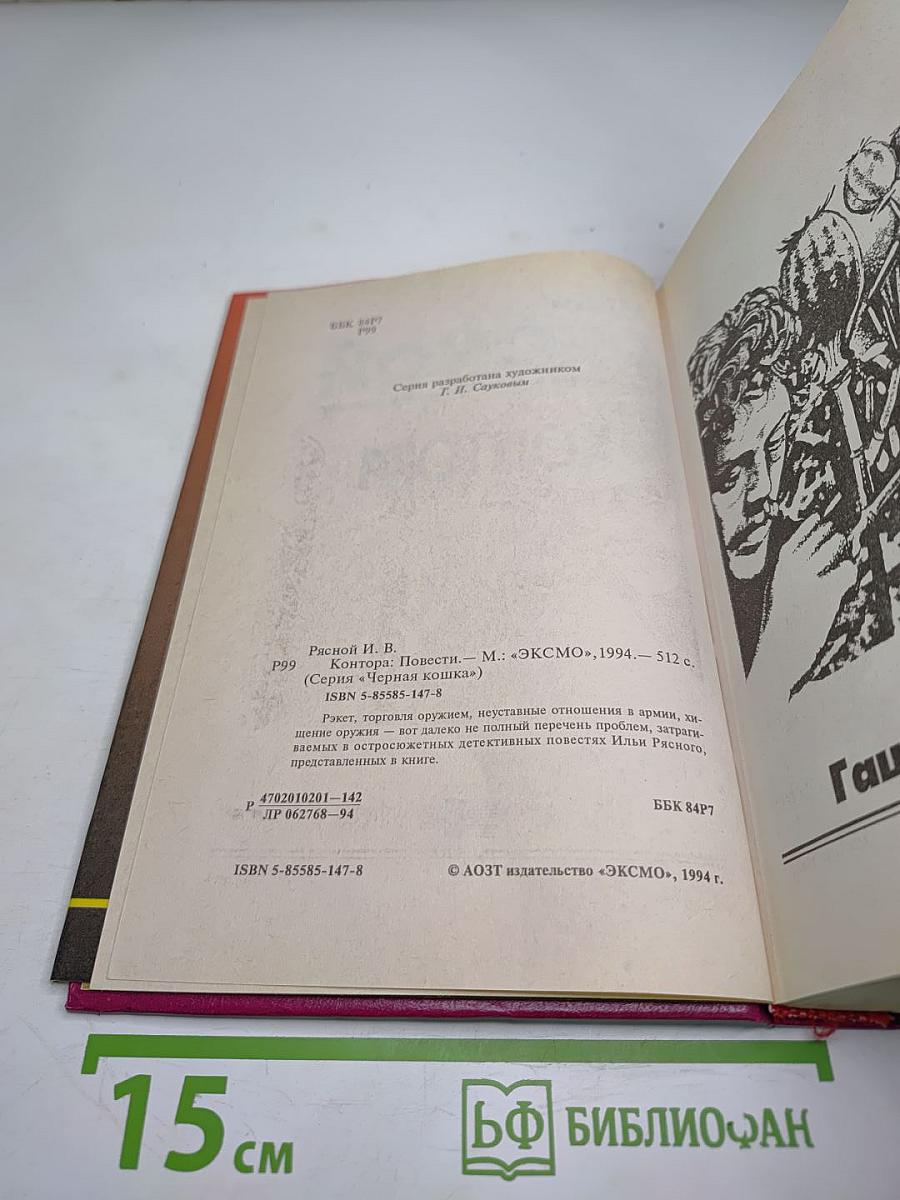 ББК 84Р7
Р99
Серия разработана художником
Г. И. Сауковым
Рясной И. В.
Р99 Контора: Повести.— М.: «ЭКСМО», 1994.— 512 с.
(Серия «Черная кошка»)
ISBN 5-85585-147-8
Рэкет, торговля оружием, неуставные отношения в армии, хи-
щение оружия — вот далеко не полный перечень проблем, затраги-
ваемых в остросюжетных детективных повестях Ильи Рясного,
представленных в книге.
Р 4702010201—142
ЛР 062768—94
ББК 84Р7
ISBN 5-85585-147-8
© АОЗТ издательство «ЭКСМО», 1994 г.
15 см
БФ БИБЛИОФАН